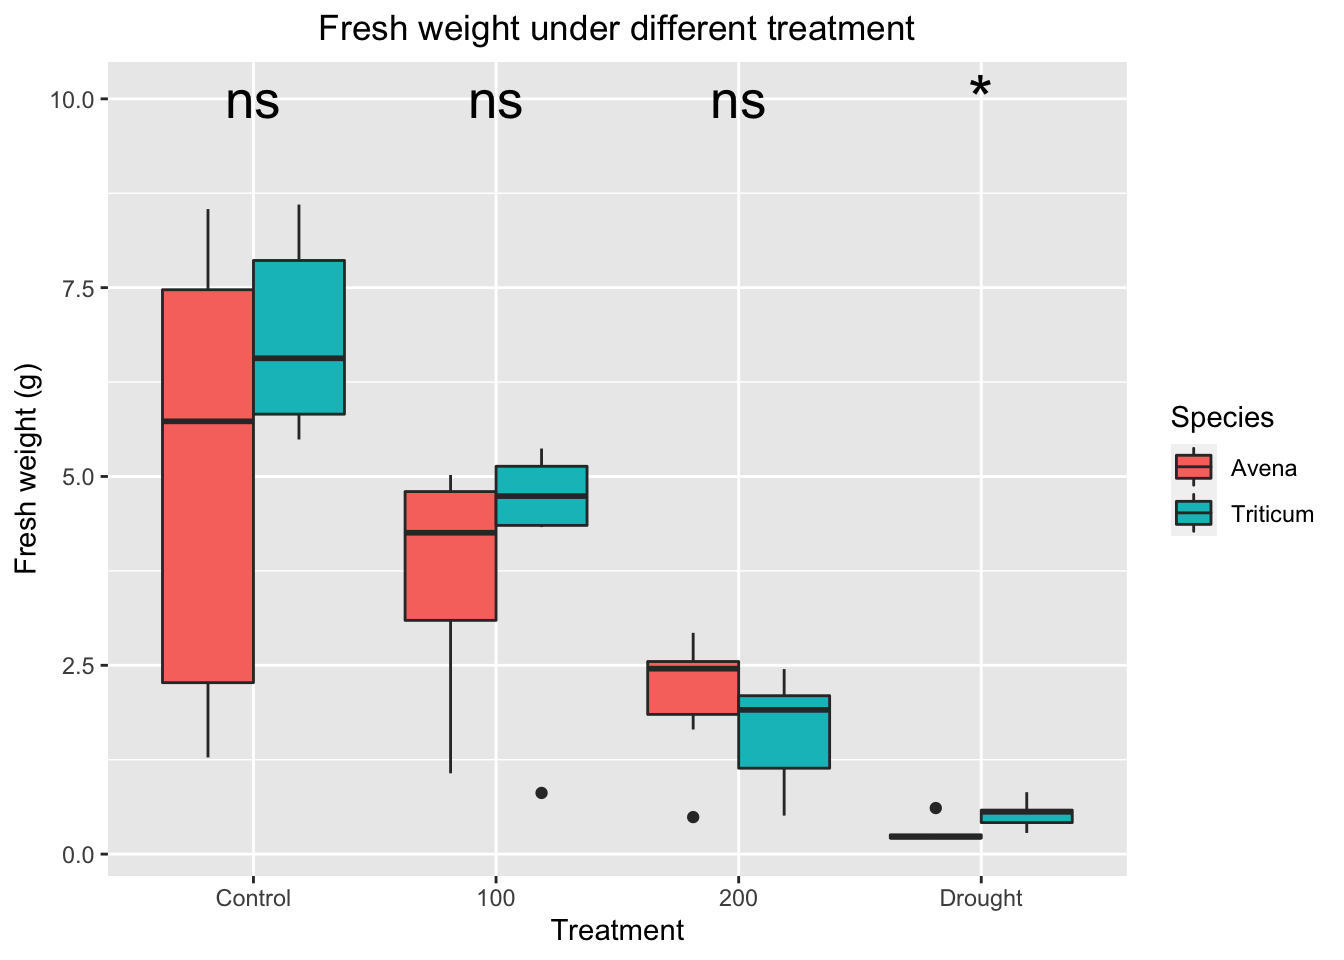 Fresh weight under different treatment
ns ns ns *
10.0
7.5
5.0
2.5
0.0
Fresh weight (g)
Control 100 200 Drought
Treatment
Species
Avena
Triticum